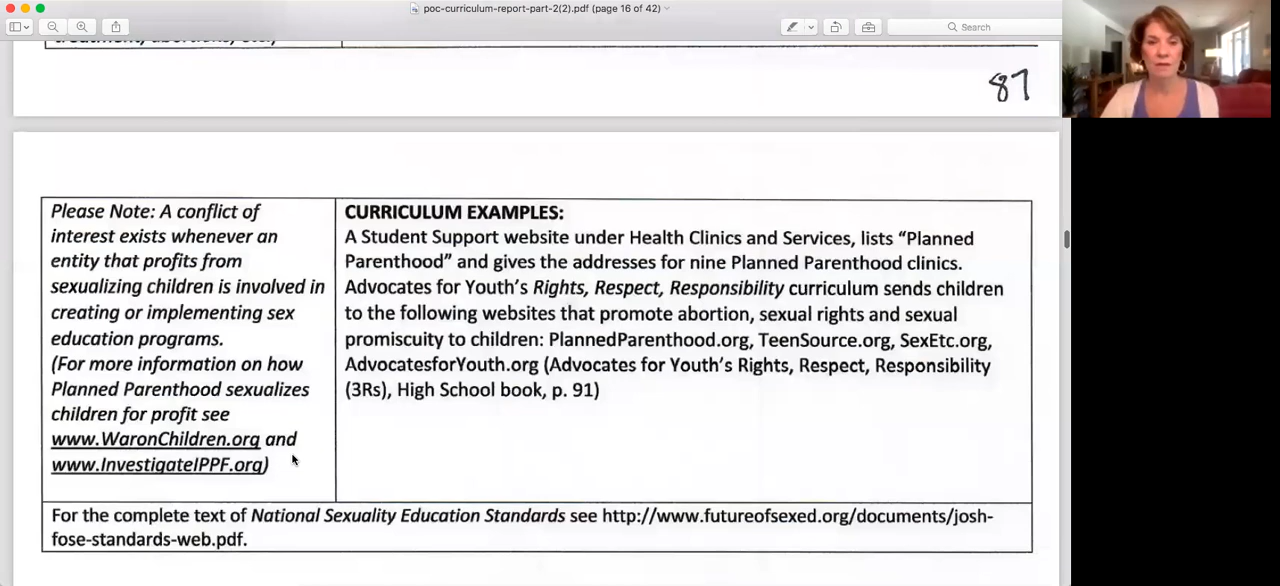 poc-curriculum-report-part-2(2).pdf (page 16 of 42)
Search
treatment, abortions, etc.)
87
Please Note: A conflict of
interest exists whenever an
entity that profits from
sexualizing children is involved in
creating or implementing sex
education programs.
(For more information on how
Planned Parenthood sexualizes
children for profit see
www.WaronChildren.org and
www.InvestigateIPPF.org)
CURRICULUM EXAMPLES:
A Student Support website under Health Clinics and Services, lists “Planned
Parenthood” and gives the addresses for nine Planned Parenthood clinics.
Advocates for Youth’s Rights, Respect, Responsibility curriculum sends children
to the following websites that promote abortion, sexual rights and sexual
promiscuity to children: PlannedParenthood.org, TeenSource.org, SexEtc.org,
AdvocatesforYouth.org (Advocates for Youth’s Rights, Respect, Responsibility
(3Rs), High School book, p. 91)
For the complete text of National Sexuality Education Standards see http://www.futureofsexed.org/documents/josh-
fose-standards-web.pdf.